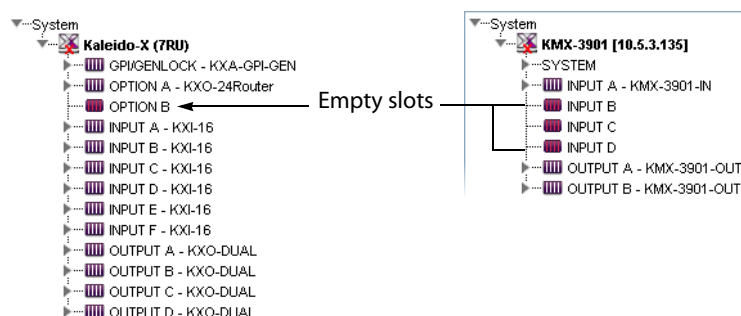 System
Kaleido-X (7RU)
GPI/GENLOCK - KXA-GPI-GEN
OPTION A - KXO-24Router
OPTION B
INPUT A - KXI-16
INPUT B - KXI-16
INPUT C - KXI-16
INPUT D - KXI-16
INPUT E - KXI-16
INPUT F - KXI-16
OUTPUT A - KXO-DUAL
OUTPUT B - KXO-DUAL
OUTPUT C - KXO-DUAL
OUTPUT D - KXO-DUAL
Empty slots
System
KMX-3901 [10.5.3.135]
SYSTEM
INPUT A - KMX-3901-IN
INPUT B
INPUT C
INPUT D
OUTPUT A - KMX-3901-OUT
OUTPUT B - KMX-3901-OUT